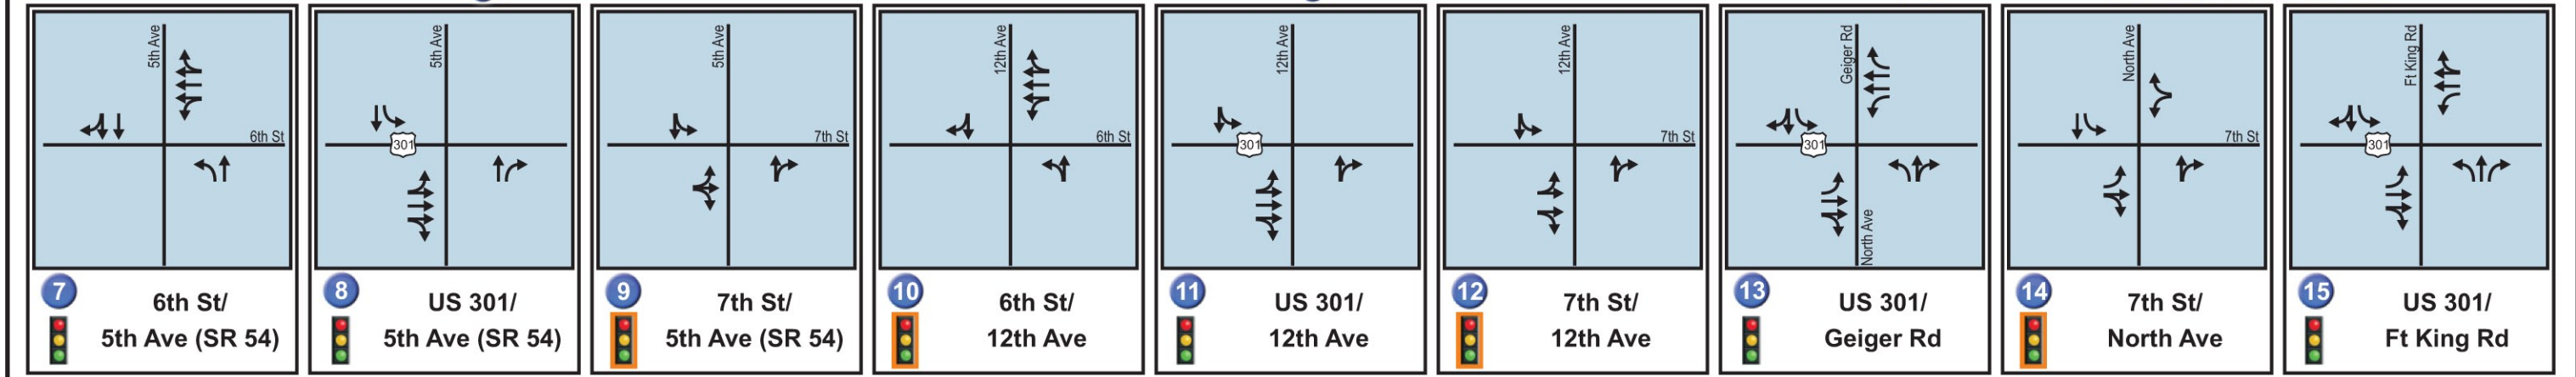 5th Ave
6th St
7
6th St/
5th Ave (SR 54)
5th Ave
301
8
US 301/
5th Ave (SR 54)
5th Ave
7th St
9
7th St/
5th Ave (SR 54)
12th Ave
6th St
10
6th St/
12th Ave
12th Ave
301
11
US 301/
12th Ave
12th Ave
7th St
12
7th St/
12th Ave
Geiger Rd
301
North Ave
13
US 301/
Geiger Rd
North Ave
7th St
14
7th St/
North Ave
Ft King Rd
301
15
US 301/
Ft King Rd